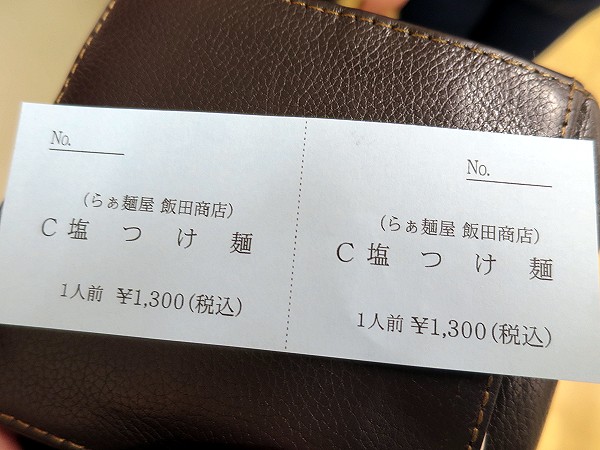 No.
(らぁ麺屋 飯田商店)
C 塩 つ け 麺
1人前 ¥1,300(税込)
No.
(らぁ麺屋 飯田商店)
C 塩 つ け 麺
1人前 ¥1,300(税込)